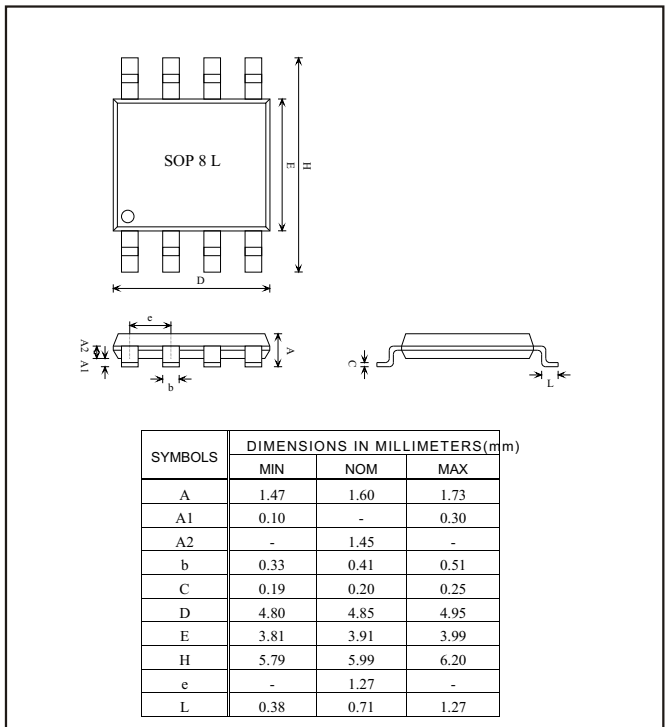 SOP 8 L
E
H
D
e
A2
A1
A
b
C
L
SYMBOLS DIMENSIONS IN MILLIMETERS(mm)
MIN NOM MAX
A 1.47 1.60 1.73
A1 0.10 - 0.30
A2 - 1.45 -
b 0.33 0.41 0.51
C 0.19 0.20 0.25
D 4.80 4.85 4.95
E 3.81 3.91 3.99
H 5.79 5.99 6.20
e - 1.27 -
L 0.38 0.71 1.27